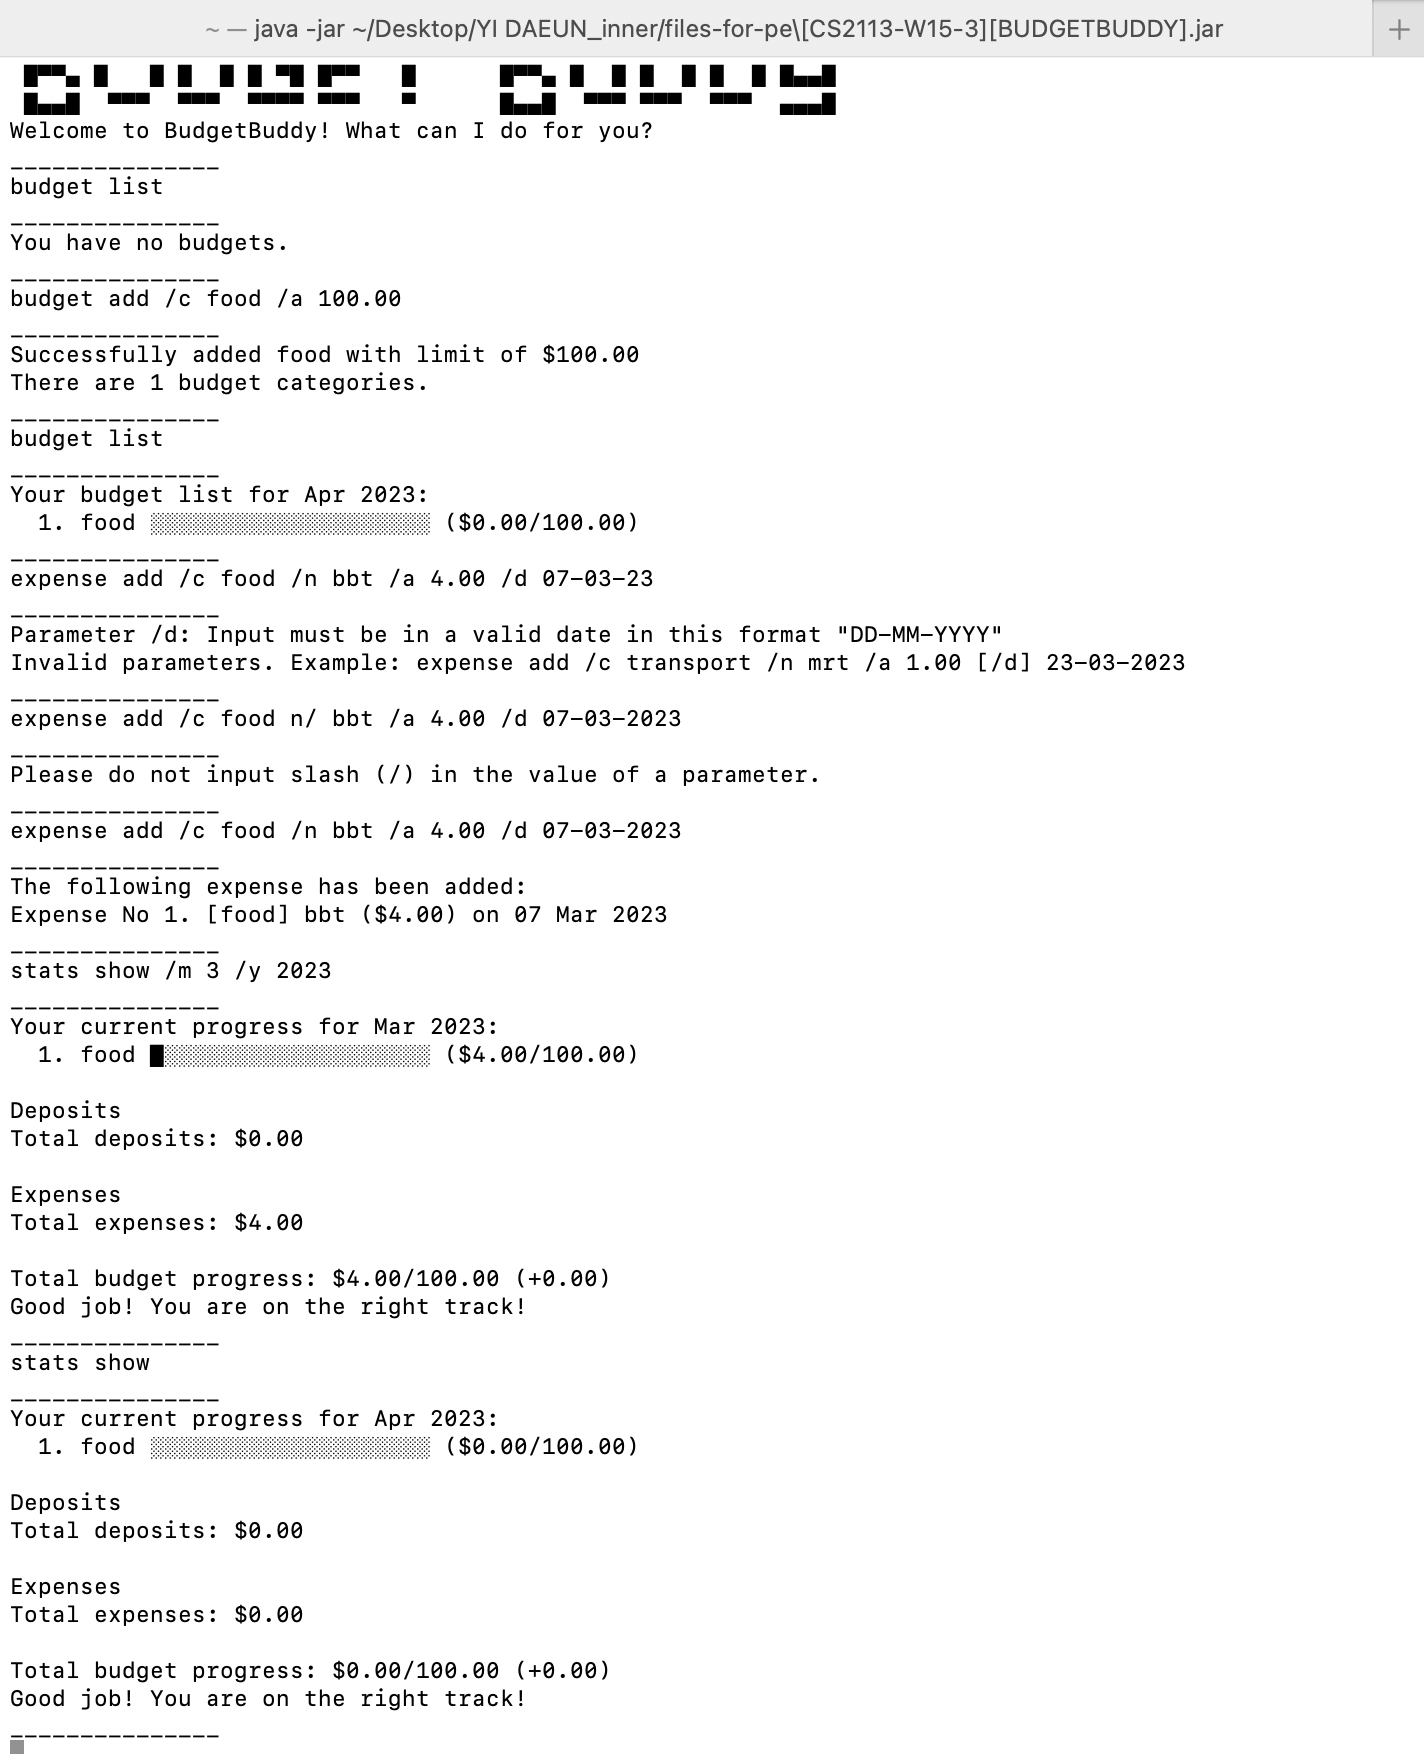 ~ — java -jar ~/Desktop/YI DAEUN_inner/files-for-pe\[CS2113-W15-3][BUDGETBUDDY].jar
Welcome to BudgetBuddy! What can I do for you?
_______________
budget list
_______________
You have no budgets.
_______________
budget add /c food /a 100.00
_______________
Successfully added food with limit of $100.00
There are 1 budget categories.
_______________
budget list
_______________
Your budget list for Apr 2023:
  1. food ░░░░░░░░░░░░░░░░░░░░ ($0.00/100.00)
_______________
expense add /c food /n bbt /a 4.00 /d 07-03-23
_______________
Parameter /d: Input must be in a valid date in this format "DD-MM-YYYY"
Invalid parameters. Example: expense add /c transport /n mrt /a 1.00 [/d] 23-03-2023
_______________
expense add /c food n/ bbt /a 4.00 /d 07-03-2023
_______________
Please do not input slash (/) in the value of a parameter.
_______________
expense add /c food /n bbt /a 4.00 /d 07-03-2023
_______________
The following expense has been added:
Expense No 1. [food] bbt ($4.00) on 07 Mar 2023
_______________
stats show /m 3 /y 2023
_______________
Your current progress for Mar 2023:
  1. food █░░░░░░░░░░░░░░░░░░░ ($4.00/100.00)

Deposits
Total deposits: $0.00

Expenses
Total expenses: $4.00

Total budget progress: $4.00/100.00 (+0.00)
Good job! You are on the right track!
_______________
stats show
_______________
Your current progress for Apr 2023:
  1. food ░░░░░░░░░░░░░░░░░░░░ ($0.00/100.00)

Deposits
Total deposits: $0.00

Expenses
Total expenses: $0.00

Total budget progress: $0.00/100.00 (+0.00)
Good job! You are on the right track!
_______________